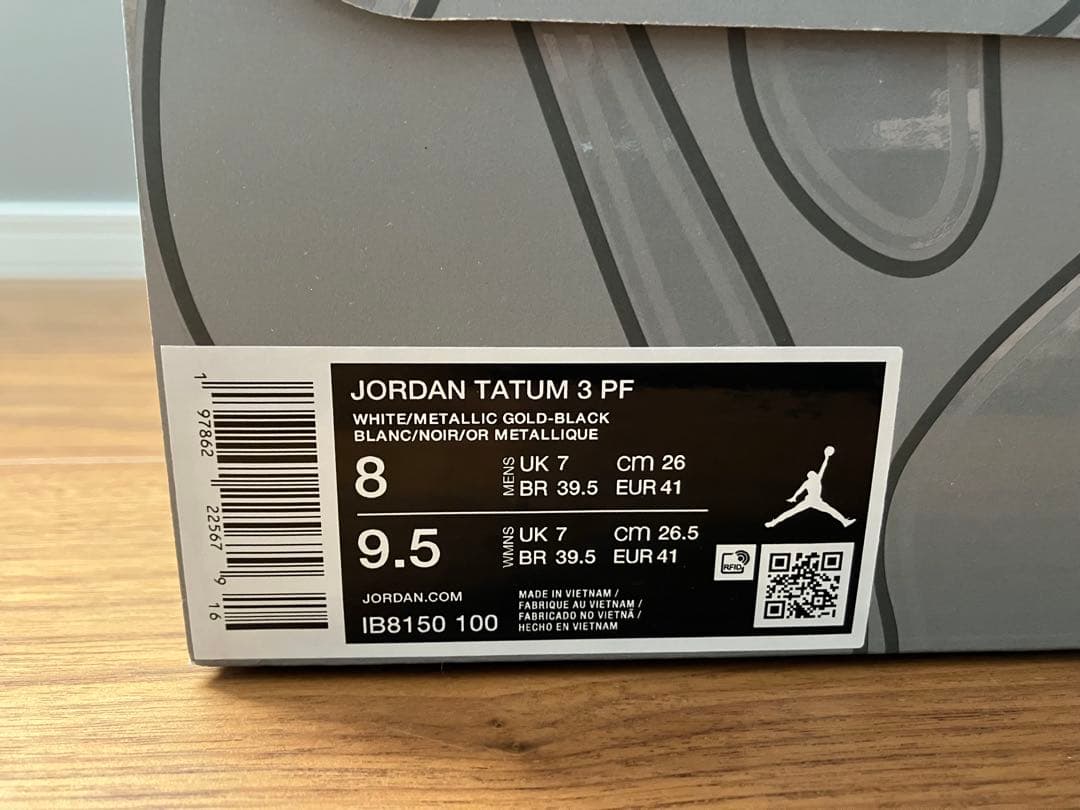 JORDAN TATUM 3 PF
WHITE/METALLIC GOLD-BLACK
BLANC/NOIR/OR METALLIQUE
8 MENS UK 7 cm 26
BR 39.5 EUR 41
9.5 WMNS UK 7 cm 26.5
BR 39.5 EUR 41
JORDAN.COM
IB8150 100
MADE IN VIETNAM /
FABRIQUE AU VIETNAM /
FABRICADO NO VIETNÃ /
HECHO EN VIETNAM
RFID
1 97862 22567 9 16